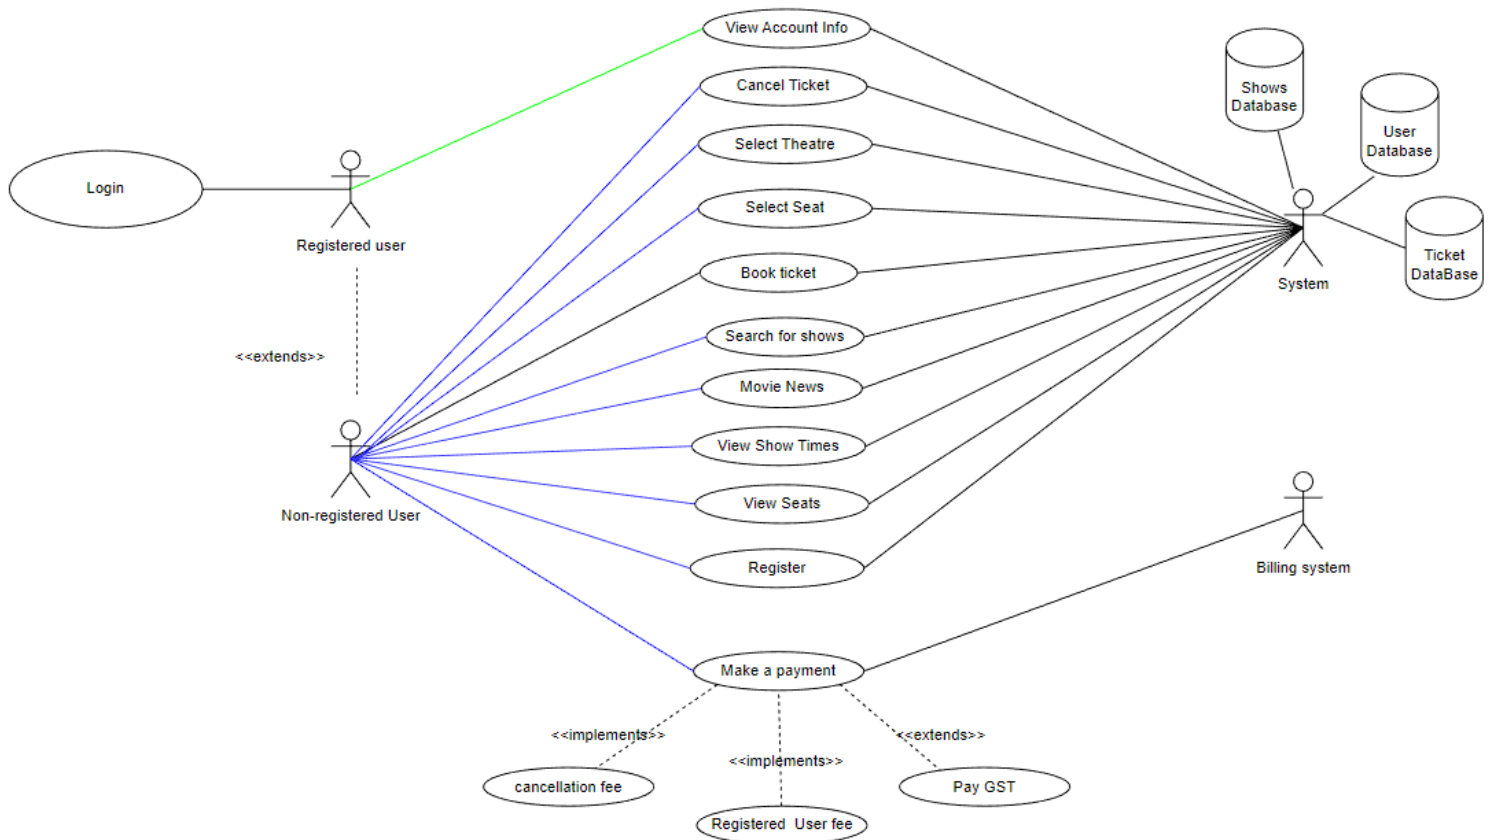 View Account Info
Cancel Ticket
Select Theatre
Select Seat
Book ticket
Search for shows
Movie News
View Show Times
View Seats
Register
Make a payment
Login
Registered user
<<extends>>
Non-registered User
Shows
Database
User
Database
Ticket
DataBase
System
Billing system
<<implements>>
<<implements>>
<<extends>>
cancellation fee
Registered User fee
Pay GST